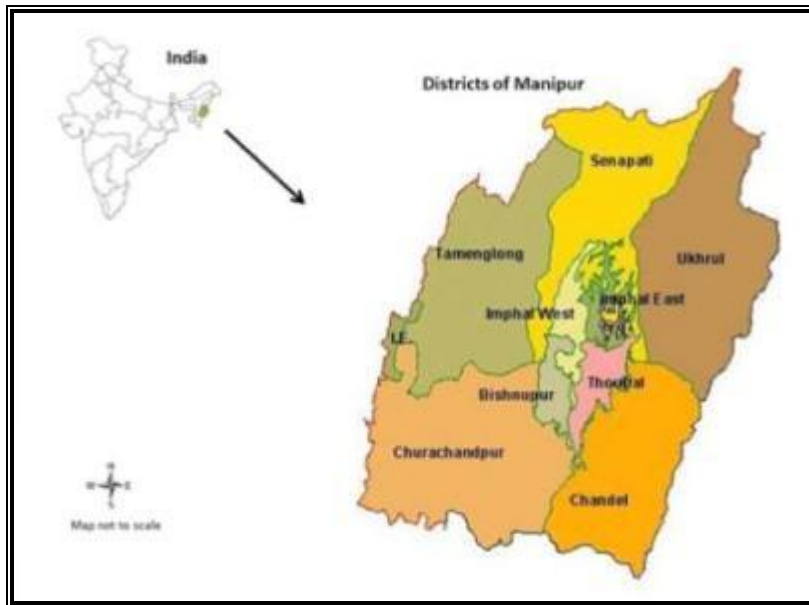 India
Districts of Manipur
Senapati
Tamenglong
Ukhrul
Imphal East
Imphal West
I.E.
Thoubal
Bishnupur
Churachandpur
Chandel
N
W E
S
Map not to scale